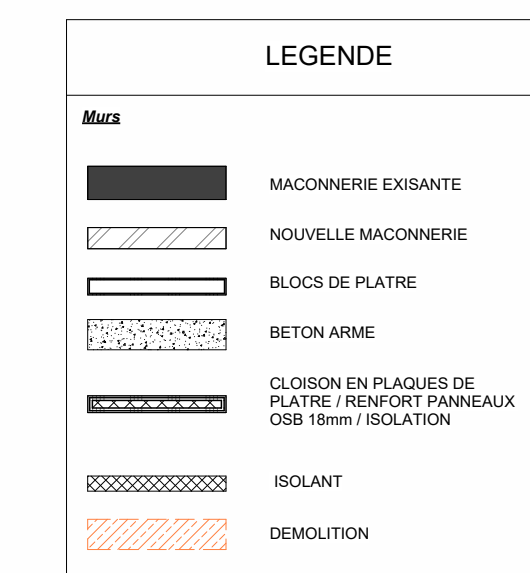 LEGENDE
Murs
MACONNERIE EXISANTE
NOUVELLE MACONNERIE
BLOCS DE PLATRE
BETON ARME
CLOISON EN PLAQUES DE
PLATRE / RENFORT PANNEAUX
OSB 18mm / ISOLATION
ISOLANT
DEMOLITION